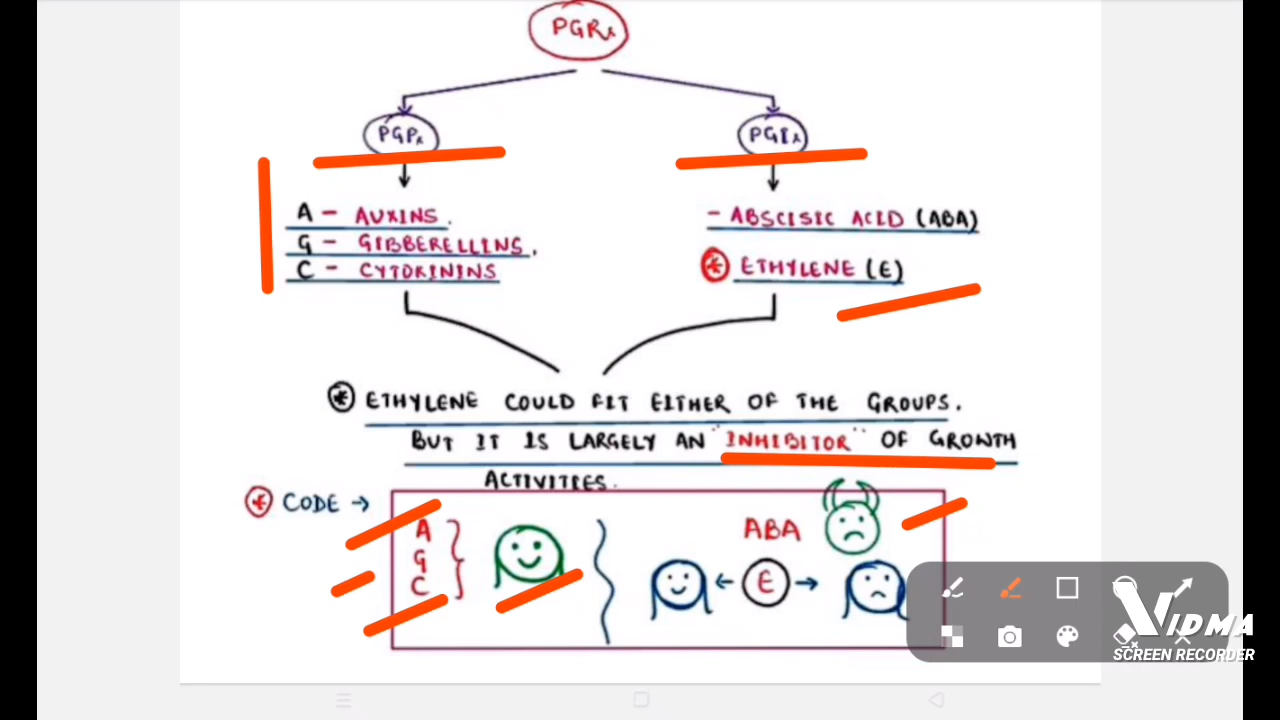 PGRs
PGPs
PGIs
A - AUXINS.
G - GIBBERELLINS.
C - CYTOKININS
- ABSCISIC ACID (ABA)
* ETHYLENE (E)
* ETHYLENE COULD FIT EITHER OF THE GROUPS.
BUT IT IS LARGELY AN "INHIBITOR" OF GROWTH
ACTIVITIES.
* CODE →
A
G
C
ABA
← E →
VIDMA
SCREEN RECORDER